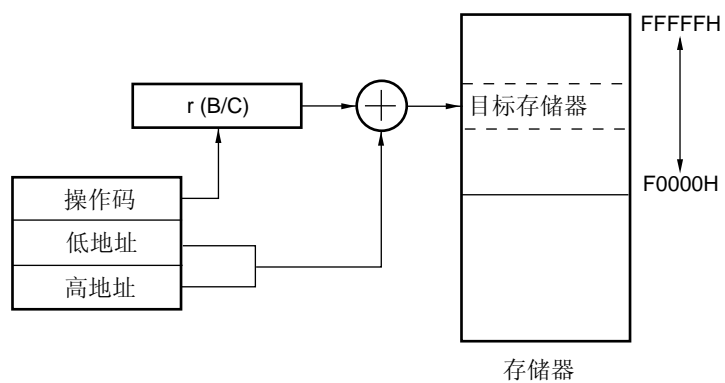 FFFFFH
r (B/C)
目标存储器
F0000H
操作码
低地址
高地址
存储器